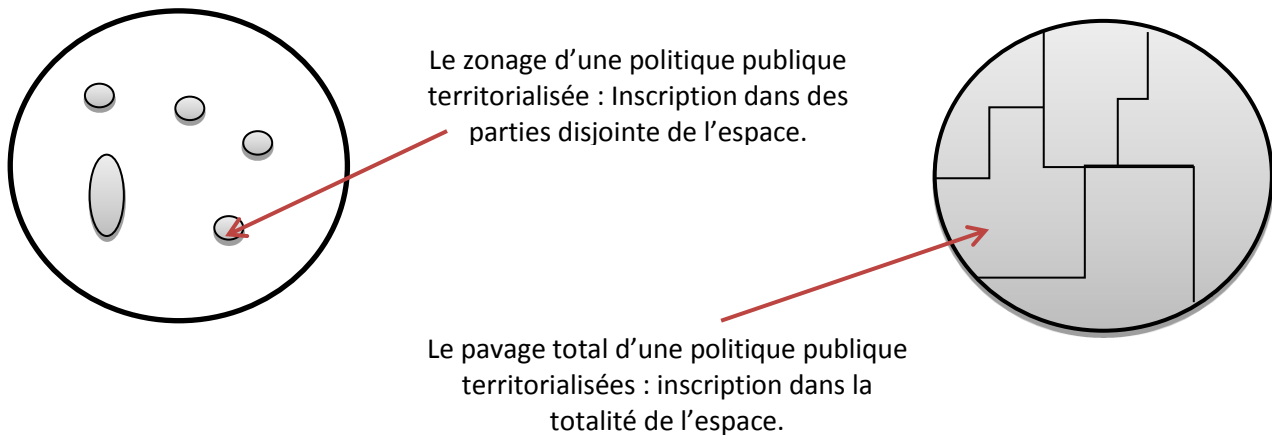 Le zonage d’une politique publique
territorialisée : Inscription dans des
parties disjointe de l’espace.
Le pavage total d’une politique publique
territorialisées : inscription dans la
totalité de l’espace.